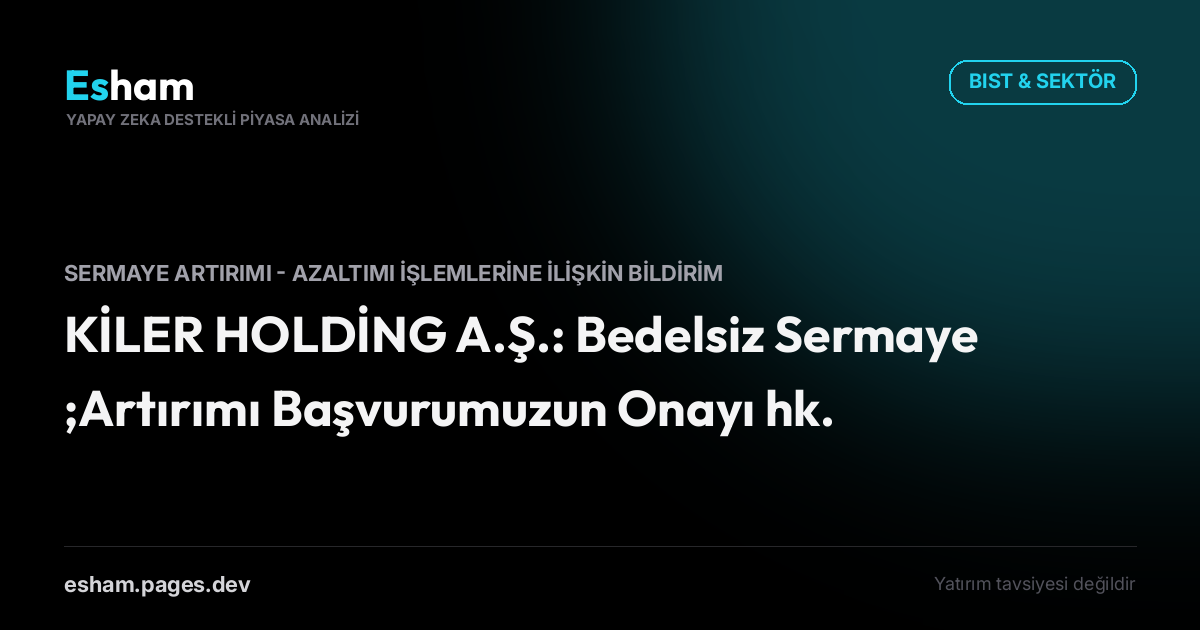 Esham
YAPAY ZEKA DESTEKLİ PİYASA ANALİZİ
BIST & SEKTÖR
SERMAYE ARTIRIMI - AZALTIMI İŞLEMLERİNE İLİŞKİN BİLDİRİM
KİLER HOLDİNG A.Ş.: Bedelsiz Sermaye
;Artırımı Başvurumuzun Onayı hk.
esham.pages.dev
Yatırım tavsiyesi değildir